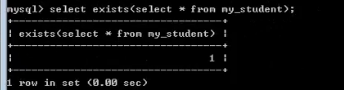 mysql> select exists(select * from my_student);
+----------------------------------+
| exists(select * from my_student) |
+----------------------------------+
|                                1 |
+----------------------------------+
1 row in set (0.00 sec)